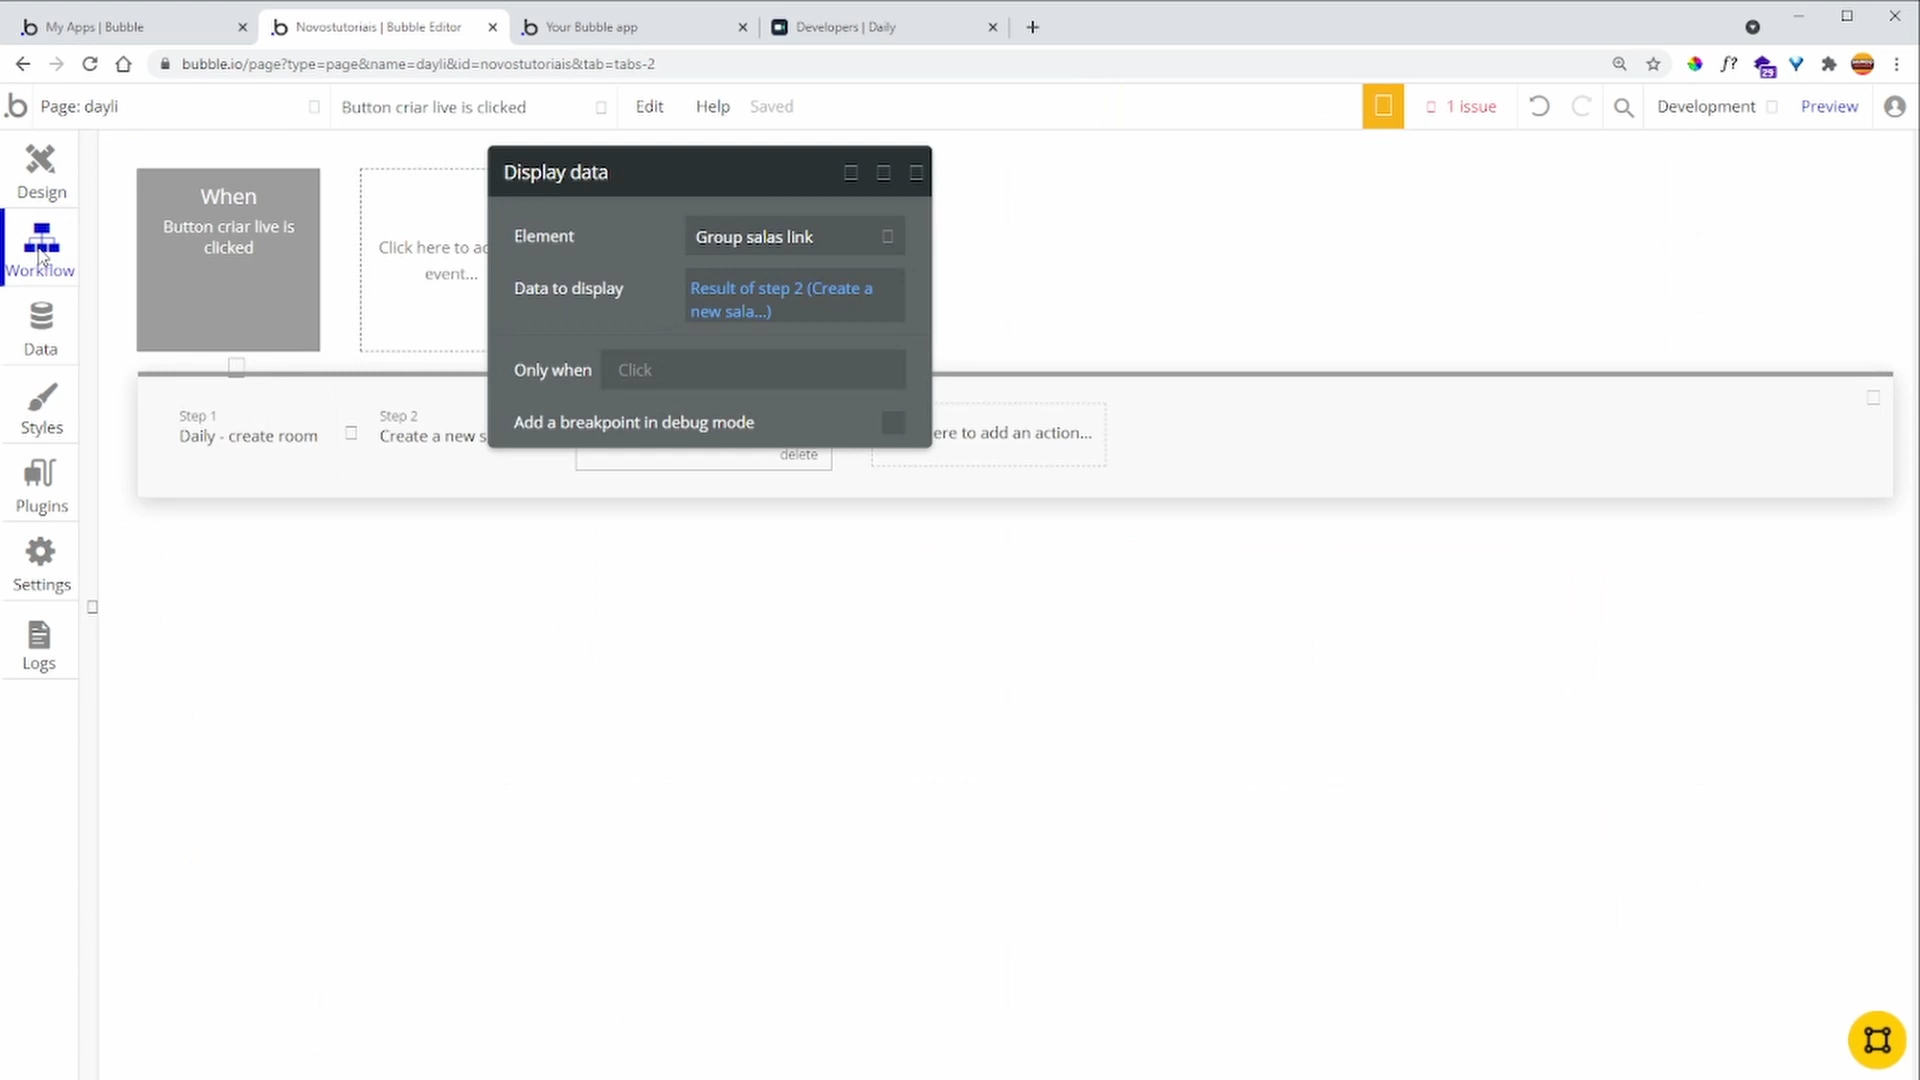 My Apps | Bubble
Novostutoriais | Bubble Editor
Your Bubble app
Developers | Daily
bubble.io/page?type=page&name=dayli&id=novostutoriais&tab=tabs-2
f?
Page: dayli
Button criar live is clicked
Edit
Help
Saved
1 issue
Development
Preview
Design
Workflow
Data
Styles
Plugins
Settings
Logs
When
Button criar live is
clicked
Click here to
event...
Display data
Element
Group salas link
Data to display
Result of step 2 (Create a
new sala...)
Only when
Click
Add a breakpoint in debug mode
Step 1
Daily - create room
Step 2
Create a new s
delete
ere to add an action...